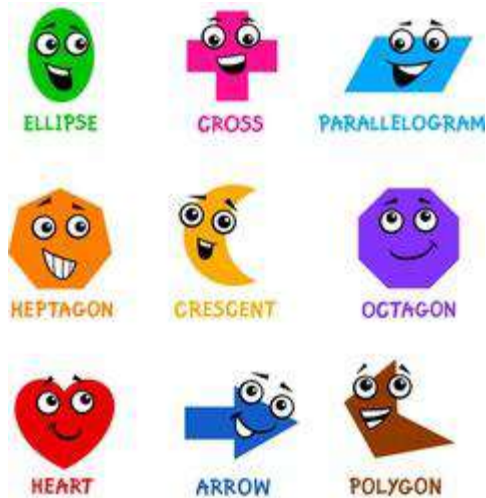 ELLIPSE
CROSS
PARALLELOGRAM
HEPTAGON
CRESCENT
OCTAGON
HEART
ARROW
POLYGON